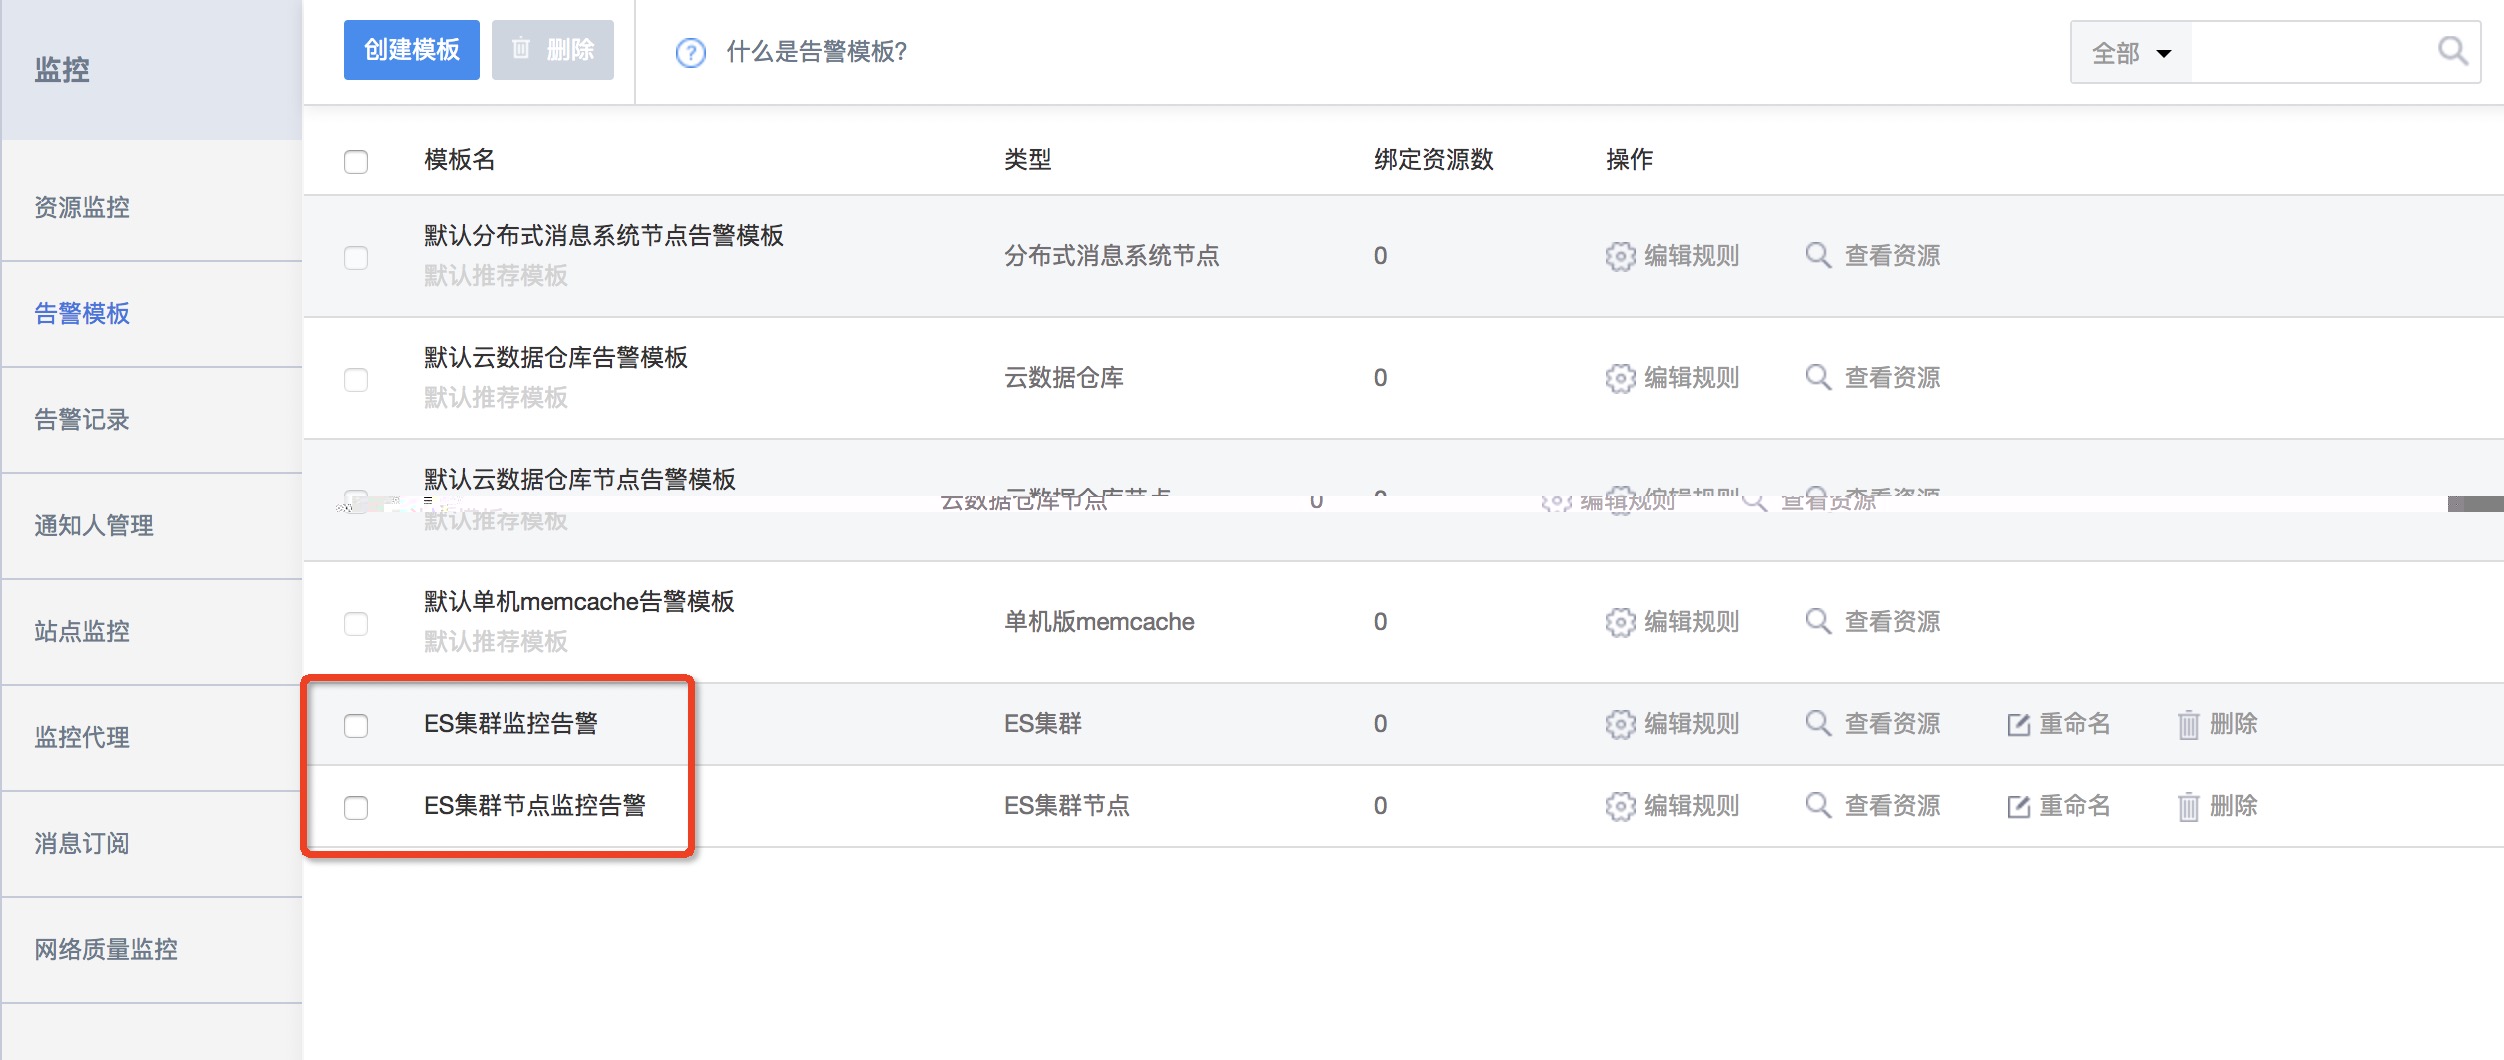 监控
资源监控
告警模板
告警记录
通知人管理
站点监控
监控代理
消息订阅
网络质量监控
创建模板 删除 什么是告警模板? 全部
模板名 类型 绑定资源数 操作
默认分布式消息系统节点告警模板
默认推荐模板
分布式消息系统节点 0 编辑规则 查看资源
默认云数据仓库告警模板
默认推荐模板
云数据仓库 0 编辑规则 查看资源
默认云数据仓库节点告警模板
默认推荐模板
云数据仓库节点 0 编辑规则 查看资源
默认单机memcache告警模板
默认推荐模板
单机版memcache 0 编辑规则 查看资源
ES集群监控告警 ES集群 0 编辑规则 查看资源 重命名 删除
ES集群节点监控告警 ES集群节点 0 编辑规则 查看资源 重命名 删除